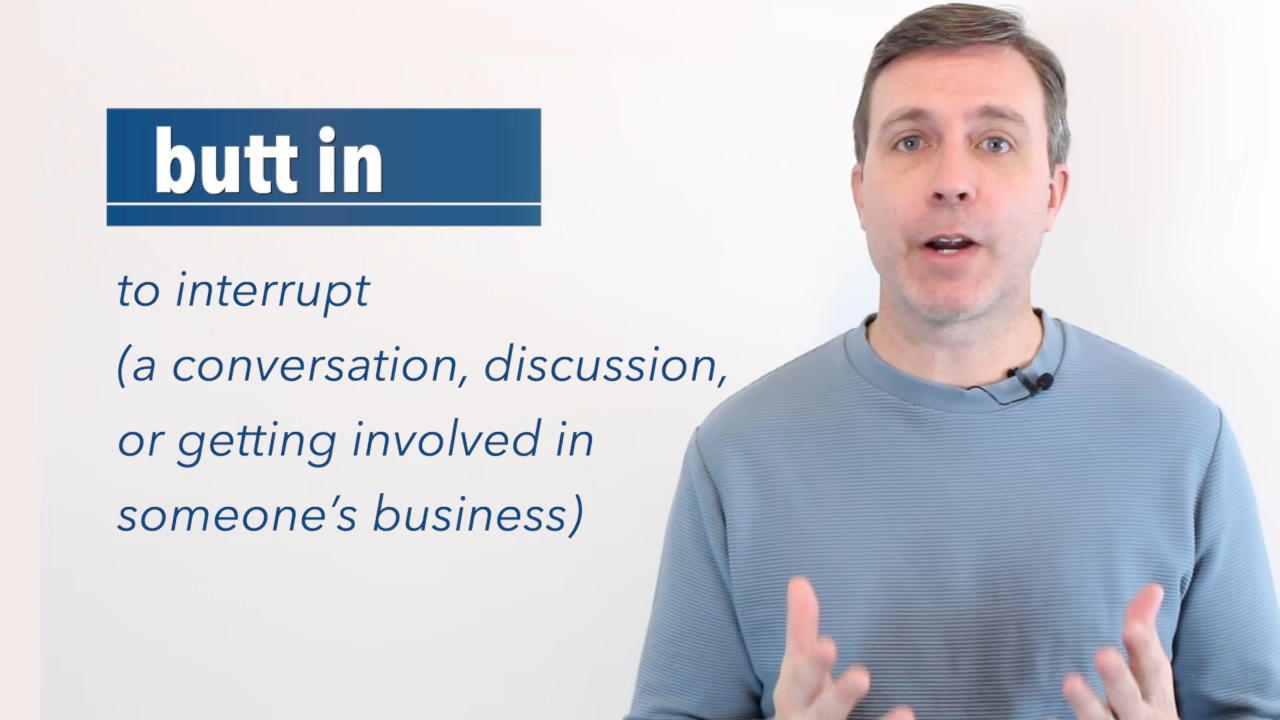 butt in
to interrupt
(a conversation, discussion,
or getting involved in
someone's business)